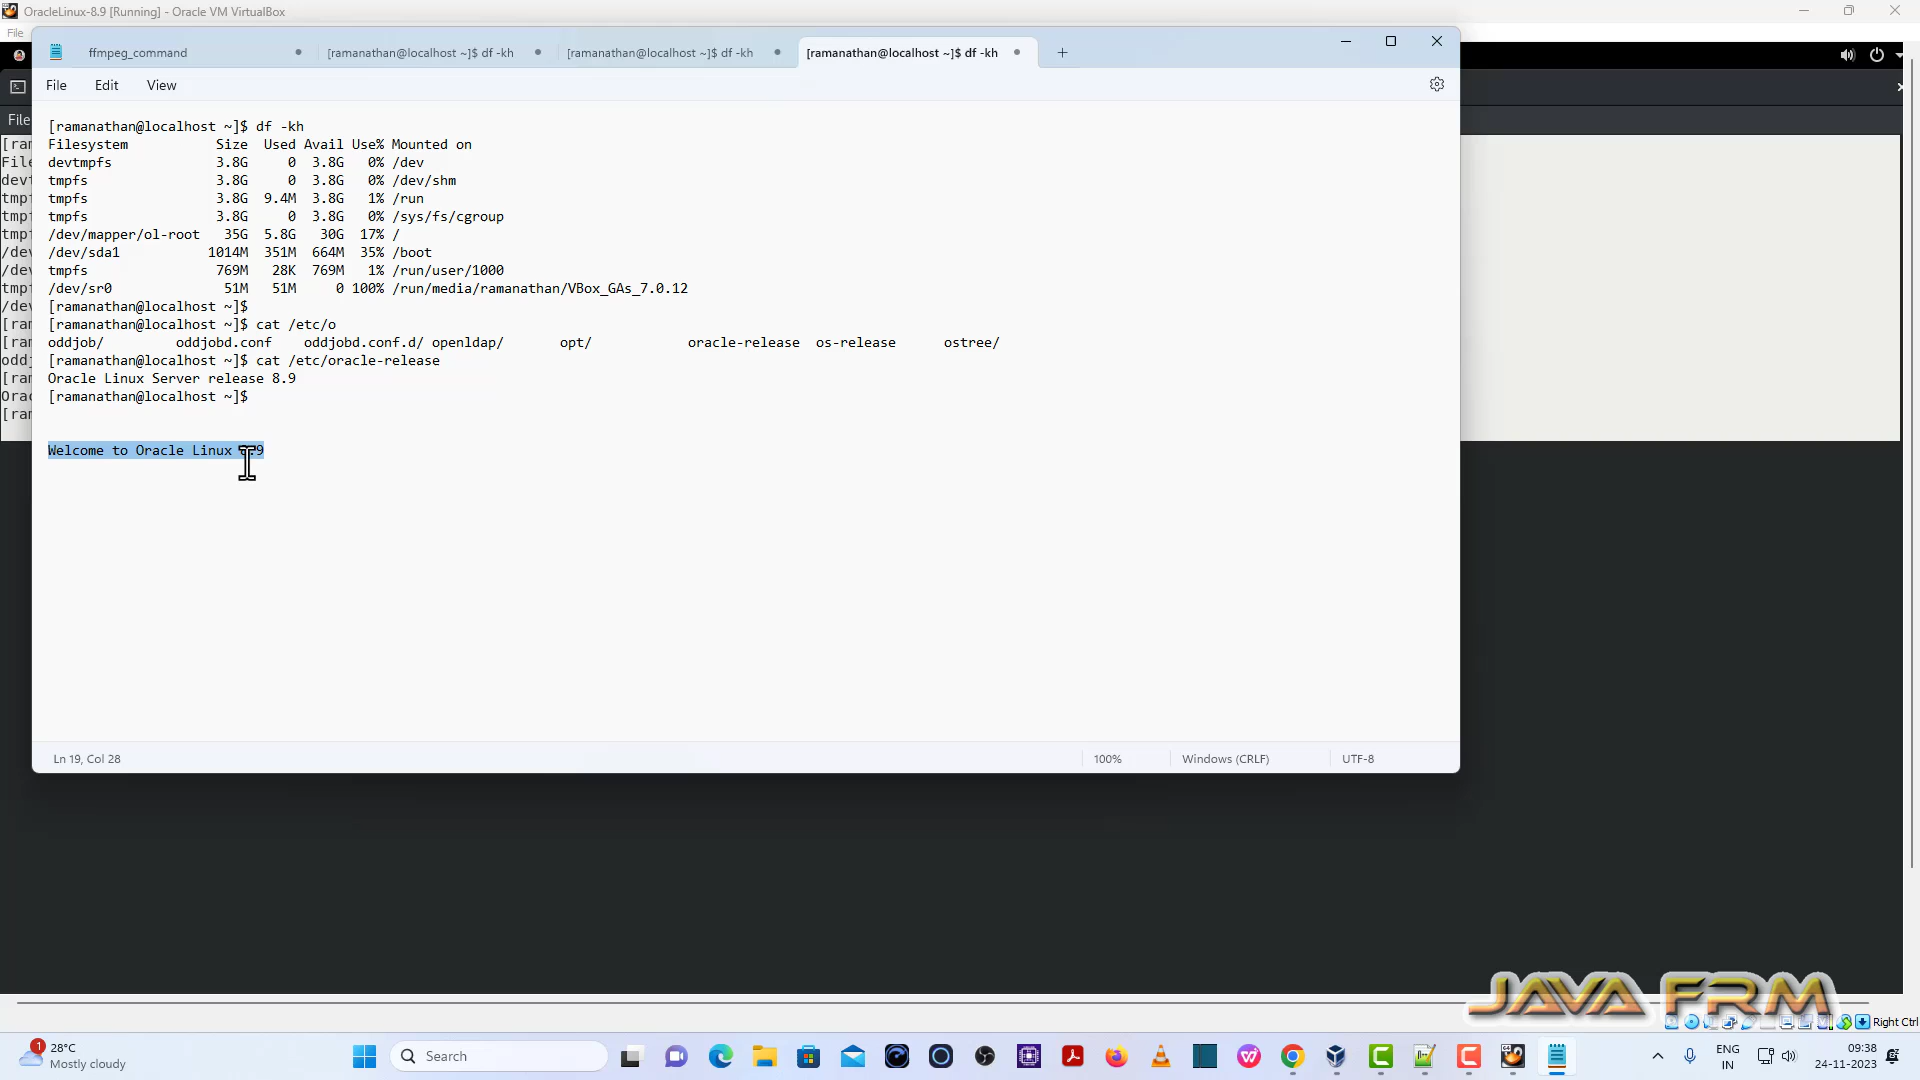 OracleLinux-8.9 [Running] - Oracle VM VirtualBox
File
ffmpeg_command
[ramanathan@localhost ~]$ df -kh
[ramanathan@localhost ~]$ df -kh
[ramanathan@localhost ~]$ df -kh
File Edit View
File
[ramanathan@localhost ~]$ df -kh
Filesystem Size Used Avail Use% Mounted on
devtmpfs 3.8G 0 3.8G 0% /dev
tmpfs 3.8G 0 3.8G 0% /dev/shm
tmpfs 3.8G 9.4M 3.8G 1% /run
tmpfs 3.8G 0 3.8G 0% /sys/fs/cgroup
/dev/mapper/ol-root 35G 5.8G 30G 17% /
/dev/sda1 1014M 351M 664M 35% /boot
tmpfs 769M 28K 769M 1% /run/user/1000
/dev/sr0 51M 51M 0 100% /run/media/ramanathan/VBox_GAs_7.0.12
[ramanathan@localhost ~]$
[ramanathan@localhost ~]$ cat /etc/o
oddjob/ oddjobd.conf oddjobd.conf.d/ openldap/ opt/ oracle-release os-release ostree/
[ramanathan@localhost ~]$ cat /etc/oracle-release
Oracle Linux Server release 8.9
[ramanathan@localhost ~]$
Welcome to Oracle Linux 8.9
Ln 19, Col 28 100% Windows (CRLF) UTF-8
JAVA FRM
Right Ctrl
1
28°C
Mostly cloudy
Search
ENG
IN
09:38
24-11-2023